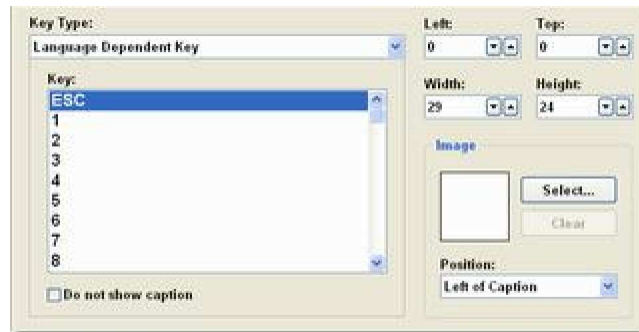 Key Type:
Language Dependent Key
Key:
ESC
1
2
3
4
5
6
7
8
Do not show caption
Left: Top:
0 0
Width: Height:
29 24
Image
Select...
Clear
Position:
Left of Caption